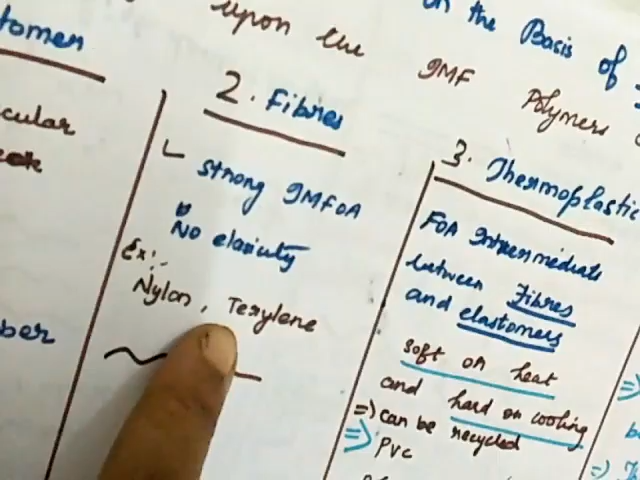 upon the
on the Basis of
IMF Polymers
tomer
cular
ber
2. Fibres
Strong IMFOA
No elasicity
Ex:-
Nylon, Terylene
3. Thermoplastic
FOA Intermediate
between Fibres
and elastomers
soft on heat
and hard on cooling
=> can be recycled
=> PVC